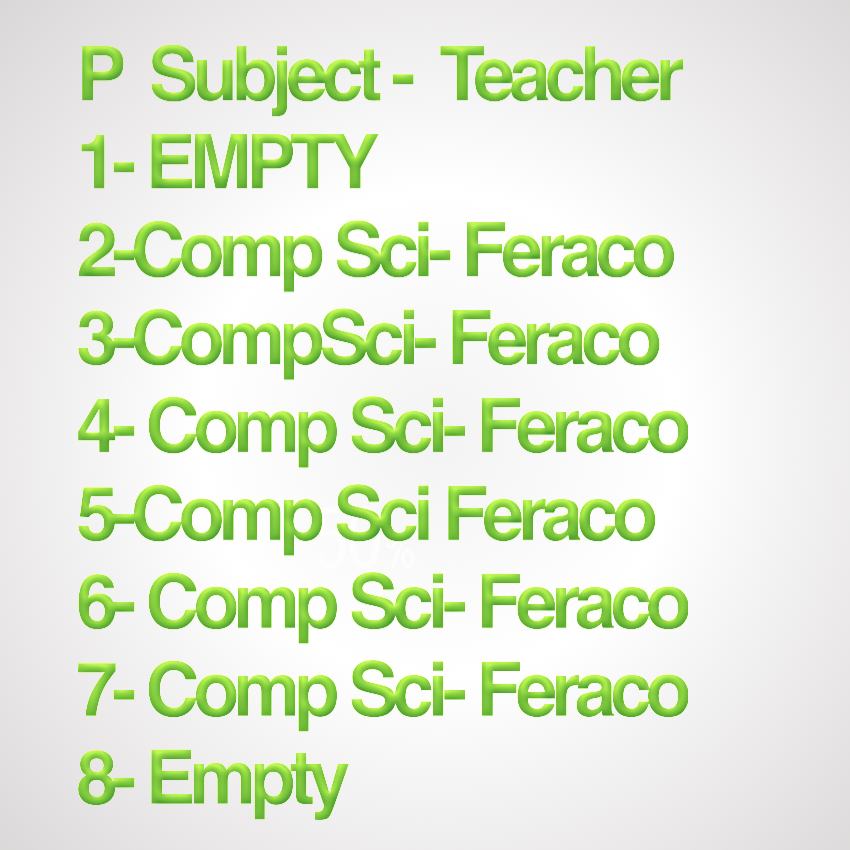 P Subject - Teacher
1- EMPTY
2-Comp Sci- Feraco
3-CompSci- Feraco
4- Comp Sci- Feraco
5-Comp Sci Feraco
50%
6- Comp Sci- Feraco
7- Comp Sci- Feraco
8- Empty